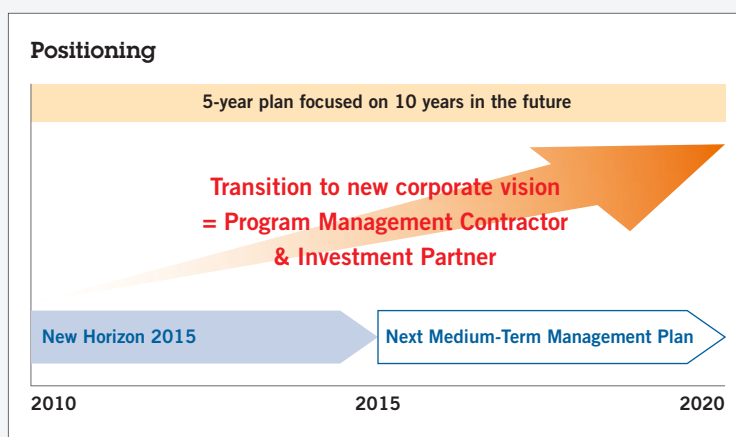 Positioning
5-year plan focused on 10 years in the future
Transition to new corporate vision
= Program Management Contractor
& Investment Partner
New Horizon 2015
Next Medium-Term Management Plan
2010
2015
2020